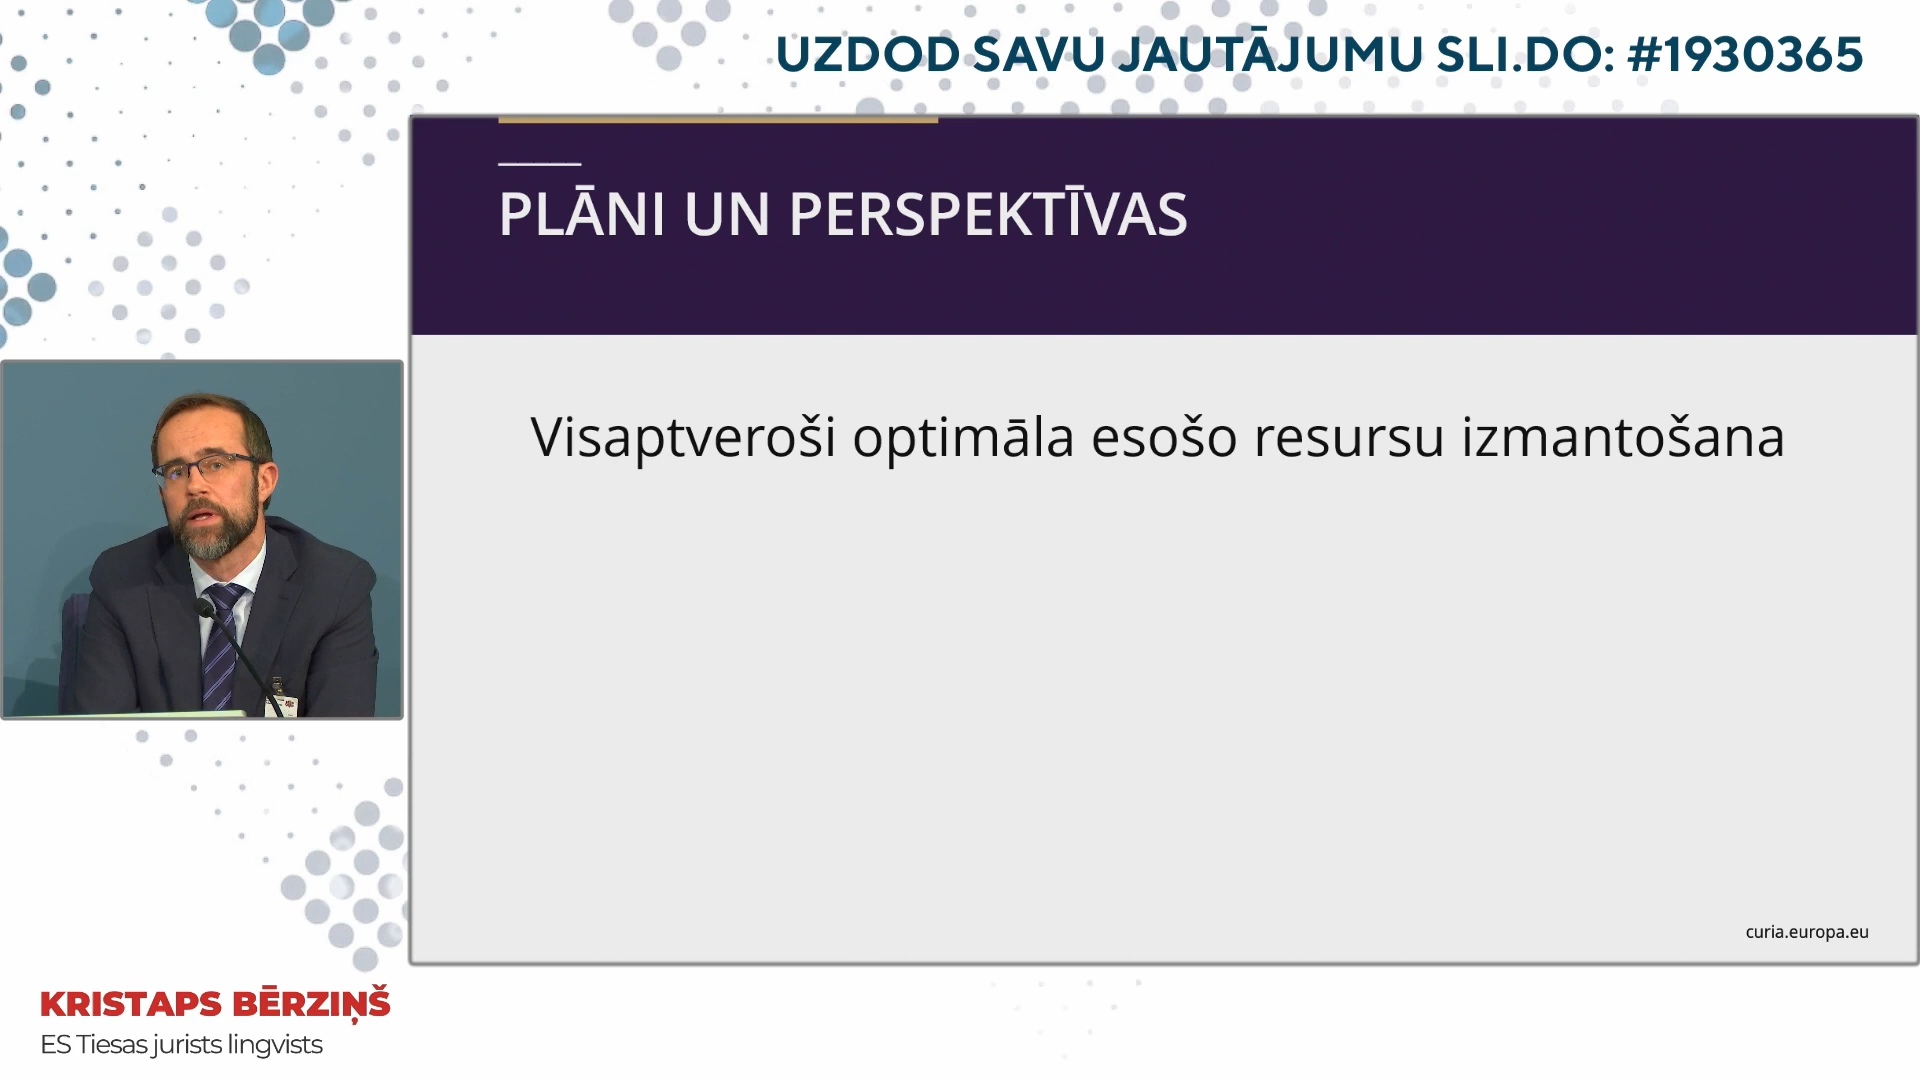 UZDOD SAVU JAUTĀJUMU SLI.DO: #1930365
PLĀNI UN PERSPEKTĪVAS
Visaptveroši optimāla esošo resursu izmantošana
curia.europa.eu
KRISTAPS BĒRZIŅŠ
ES Tiesas jurists lingvists